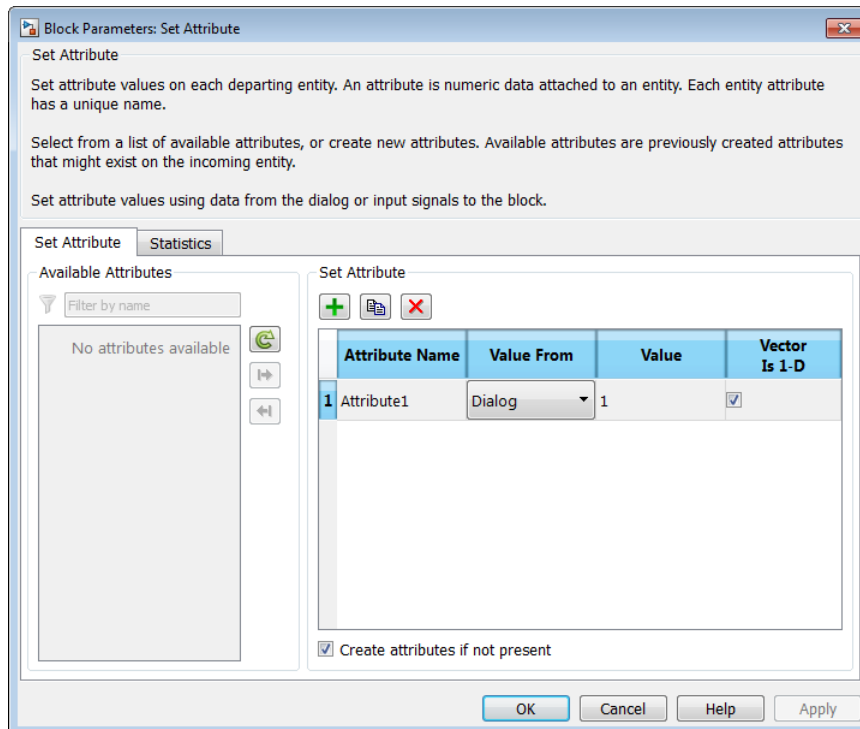 Block Parameters: Set Attribute
Set Attribute
Set attribute values on each departing entity. An attribute is numeric data attached to an entity. Each entity attribute
has a unique name.
Select from a list of available attributes, or create new attributes. Available attributes are previously created attributes
that might exist on the incoming entity.
Set attribute values using data from the dialog or input signals to the block.
Set Attribute Statistics
Available Attributes
Filter by name
No attributes available
Set Attribute
Attribute Name Value From Value Vector
Is 1-D
1 Attribute1 Dialog 1
Create attributes if not present
OK Cancel Help Apply